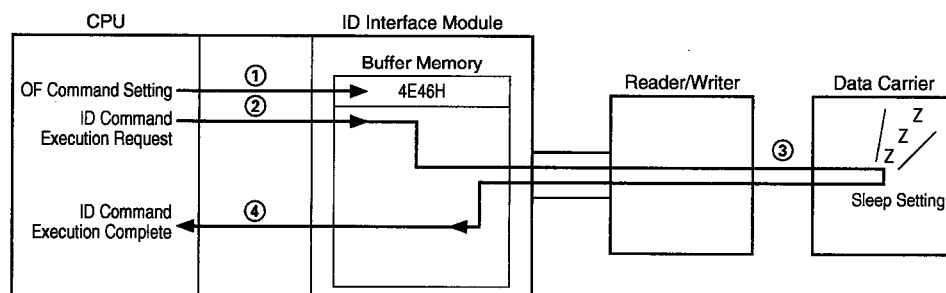 CPU
ID Interface Module
Buffer Memory
OF Command Setting
①
4E46H
ID Command
Execution Request
②
Reader/Writer
Data Carrier
③
Z
Z
Z
Sleep Setting
ID Command
Execution Complete
④